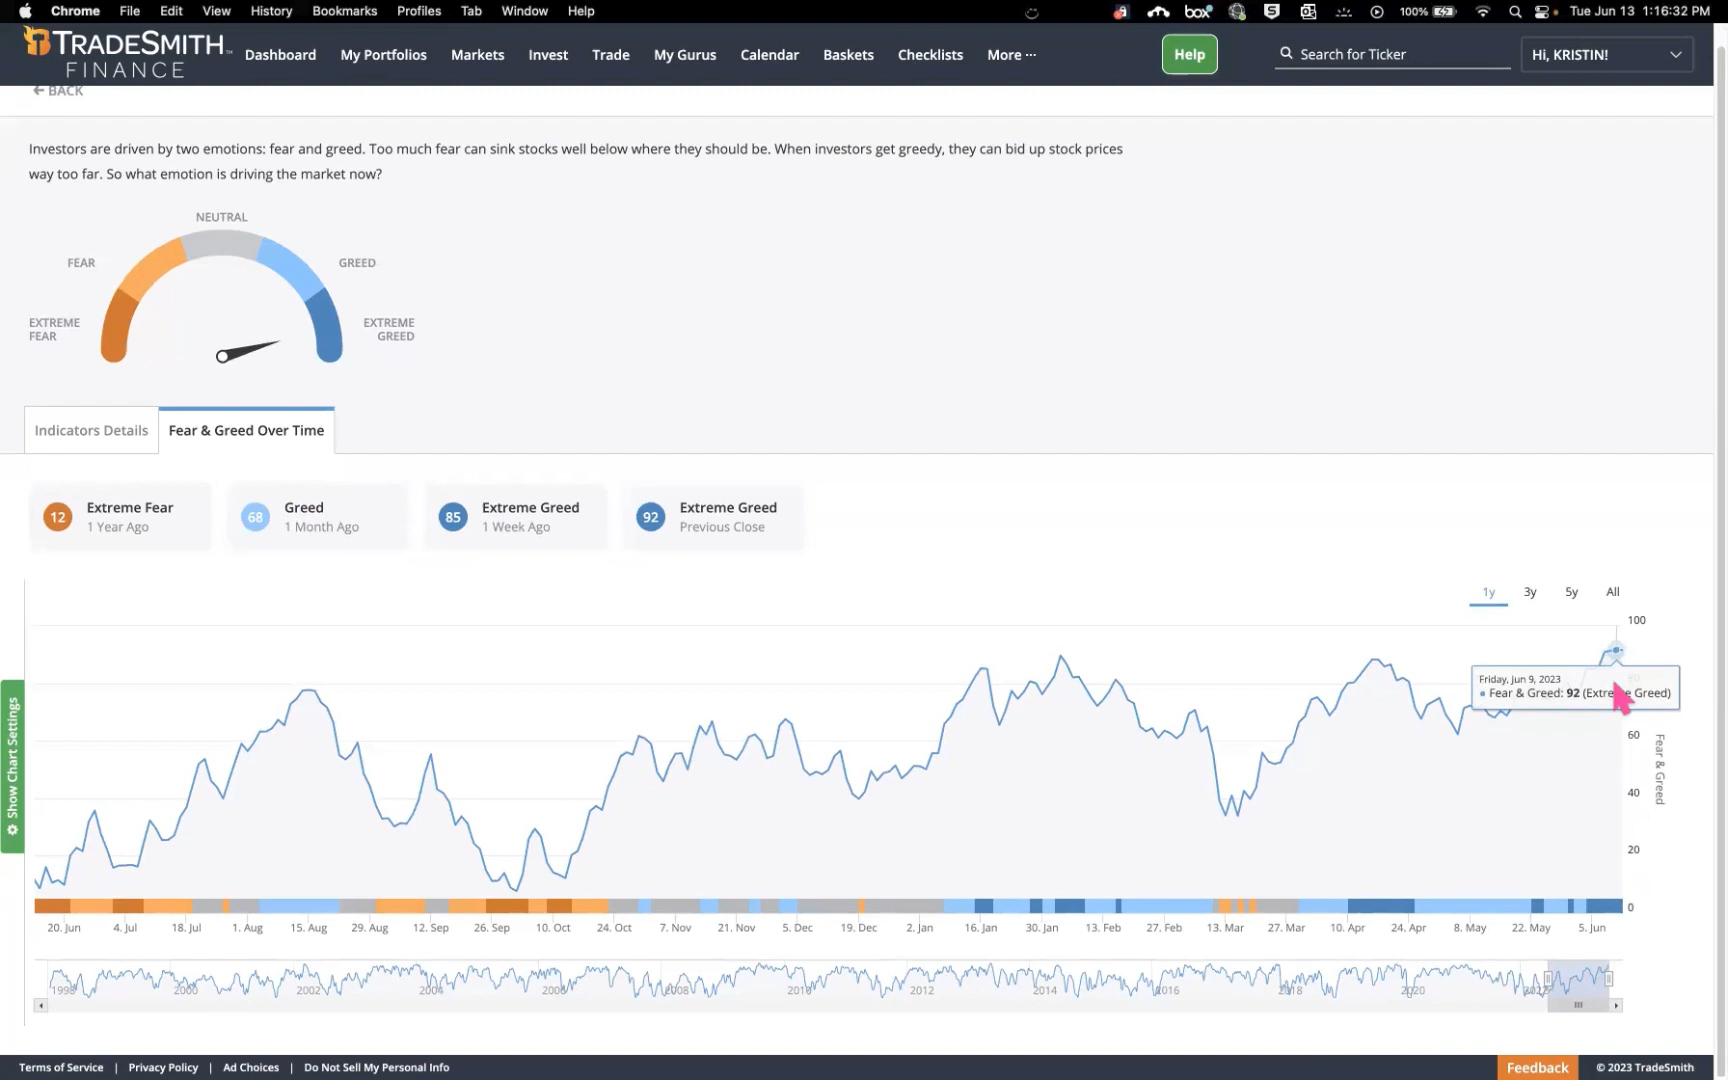 Chrome File Edit View History Bookmarks Profiles Tab Window Help box 100% Tue Jun 13 1:16:32 PM
TRADESMITH™
FINANCE
Dashboard My Portfolios Markets Invest Trade My Gurus Calendar Baskets Checklists More ··· Help Search for Ticker Hi, KRISTIN!
BACK
Investors are driven by two emotions: fear and greed. Too much fear can sink stocks well below where they should be. When investors get greedy, they can bid up stock prices
way too far. So what emotion is driving the market now?
NEUTRAL
FEAR GREED
EXTREME FEAR EXTREME GREED
Indicators Details Fear & Greed Over Time
12 Extreme Fear 1 Year Ago
68 Greed 1 Month Ago
85 Extreme Greed 1 Week Ago
92 Extreme Greed Previous Close
1y 3y 5y All
100
Friday, Jun 9, 2023
Fear & Greed: 92 (Extreme Greed)
60
40
20
0
Fear & Greed
Show Chart Settings
20. Jun 4. Jul 18. Jul 1. Aug 15. Aug 29. Aug 12. Sep 26. Sep 10. Oct 24. Oct 7. Nov 21. Nov 5. Dec 19. Dec 2. Jan 16. Jan 30. Jan 13. Feb 27. Feb 13. Mar 27. Mar 10. Apr 24. Apr 8. May 22. May 5. Jun
1998 2000 2002 2004 2006 2008 2010 2012 2014 2016 2018 2020
Terms of Service | Privacy Policy | Ad Choices | Do Not Sell My Personal Info Feedback © 2023 TradeSmith